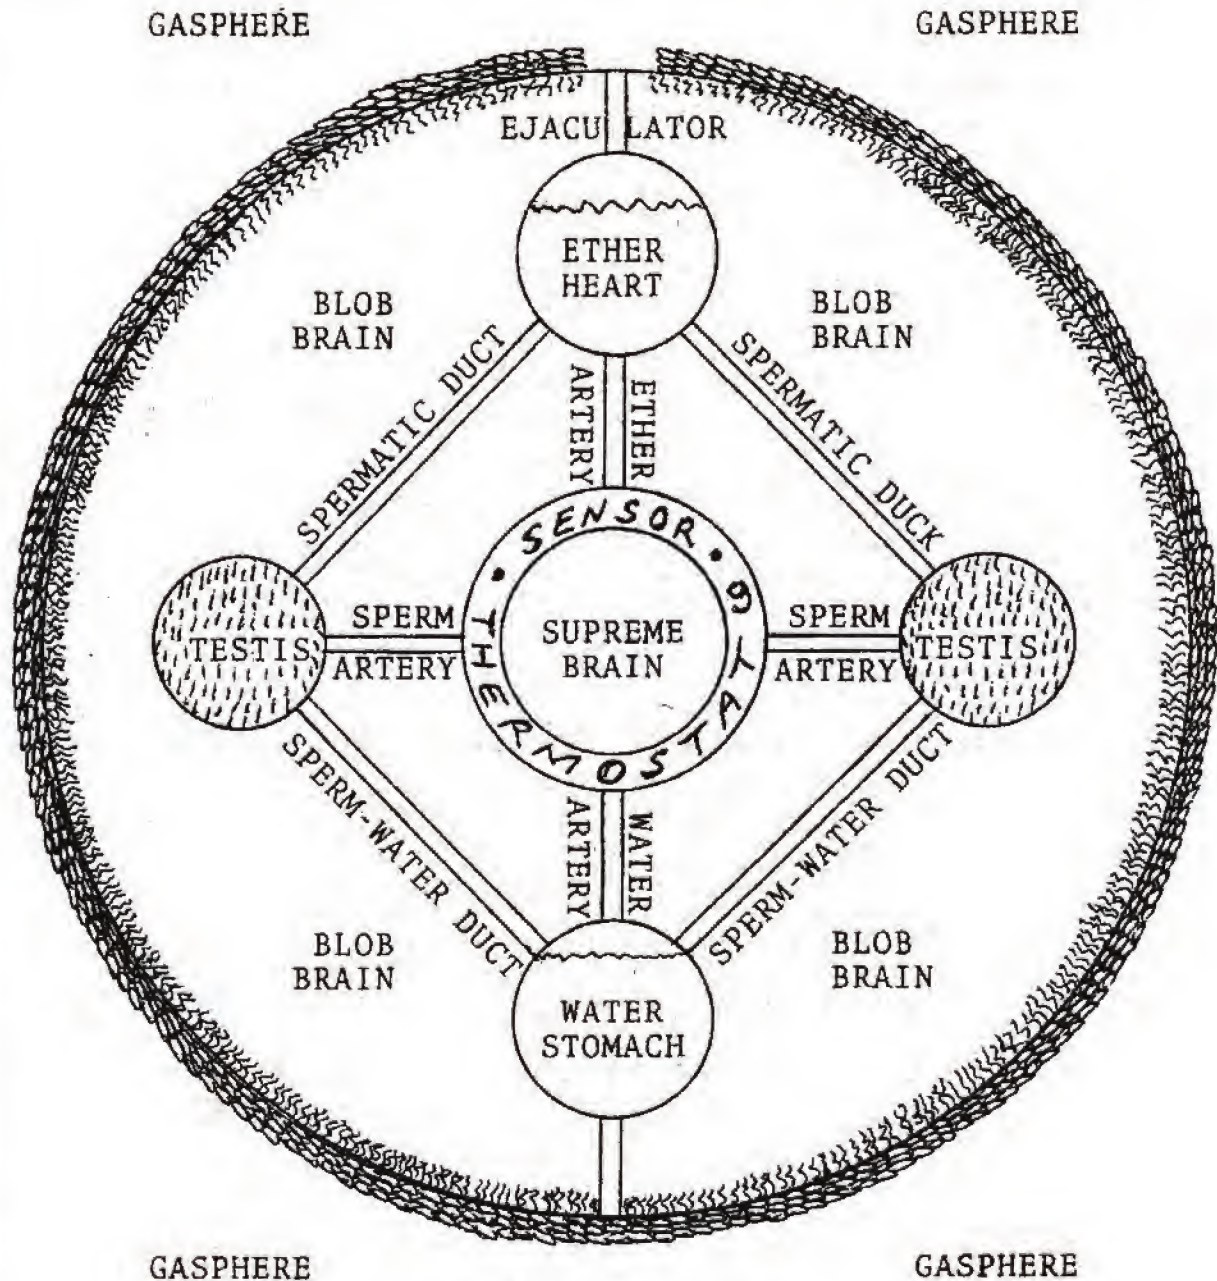 GASPHERE
GASPHERE
EJACU LATOR
ETHER
HEART
BLOB
BRAIN
BLOB
BRAIN
SPERMATIC DUCT
ARTERY
ETHER
SPERMATIC DUCK
• SENSOR •
THERMOSTAT 6
SUPREME
BRAIN
TESTIS
SPERM
ARTERY
SPERM
ARTERY
TESTIS
SPERM-WATER DUCT
ARTERY
WATER
SPERM-WATER DUCT
BLOB
BRAIN
BLOB
BRAIN
WATER
STOMACH
GASPHERE
GASPHERE